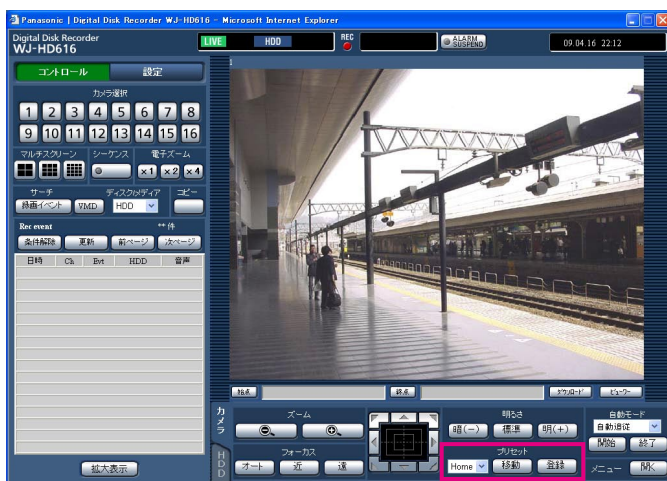 Panasonic | Digital Disk Recorder WJ-HD616 - Microsoft Internet Explorer
Digital Disk Recorder
WJ-HD616
LIVE HDD REC ALARM SUSPEND 09.04.16 22:12
コントロール 設定
1
カメラ選択
1 2 3 4 5 6 7 8
9 10 11 12 13 14 15 16
マルチスクリーン シーケンス 電子ズーム
×1 ×2 ×4
サーチ ディスク/メディア コピー
録画イベント VMD HDD
Rec event ** 件
条件解除 更新 前ページ 次ページ
日時 Ch Evt HDD 音声
始点 終点 ダウンロード ビューワー
カメラ
HDD
ズーム 明るさ 自動モード
暗(-) 標準 明(+) 自動追従
開始 終了
フォーカス プリセット
オート 近 遠 Home 移動 登録 メニュー 開く
拡大表示